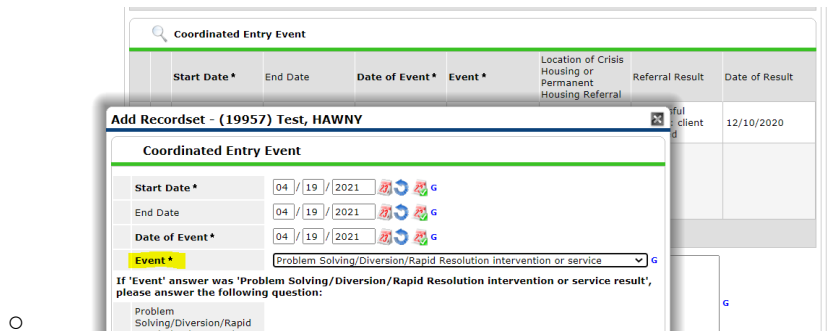 Coordinated Entry Event
Start Date * End Date Date of Event * Event * Location of Crisis Housing or Permanent Housing Referral Referral Result Date of Result
client 12/10/2020
Add Recordset - (19957) Test, HAWNY
Coordinated Entry Event
Start Date * 04 / 19 / 2021 G
End Date 04 / 19 / 2021 G
Date of Event * 04 / 19 / 2021 G
Event * Problem Solving/Diversion/Rapid Resolution intervention or service G
If 'Event' answer was 'Problem Solving/Diversion/Rapid Resolution intervention or service result',
please answer the following question:
Problem
Solving/Diversion/Rapid
G